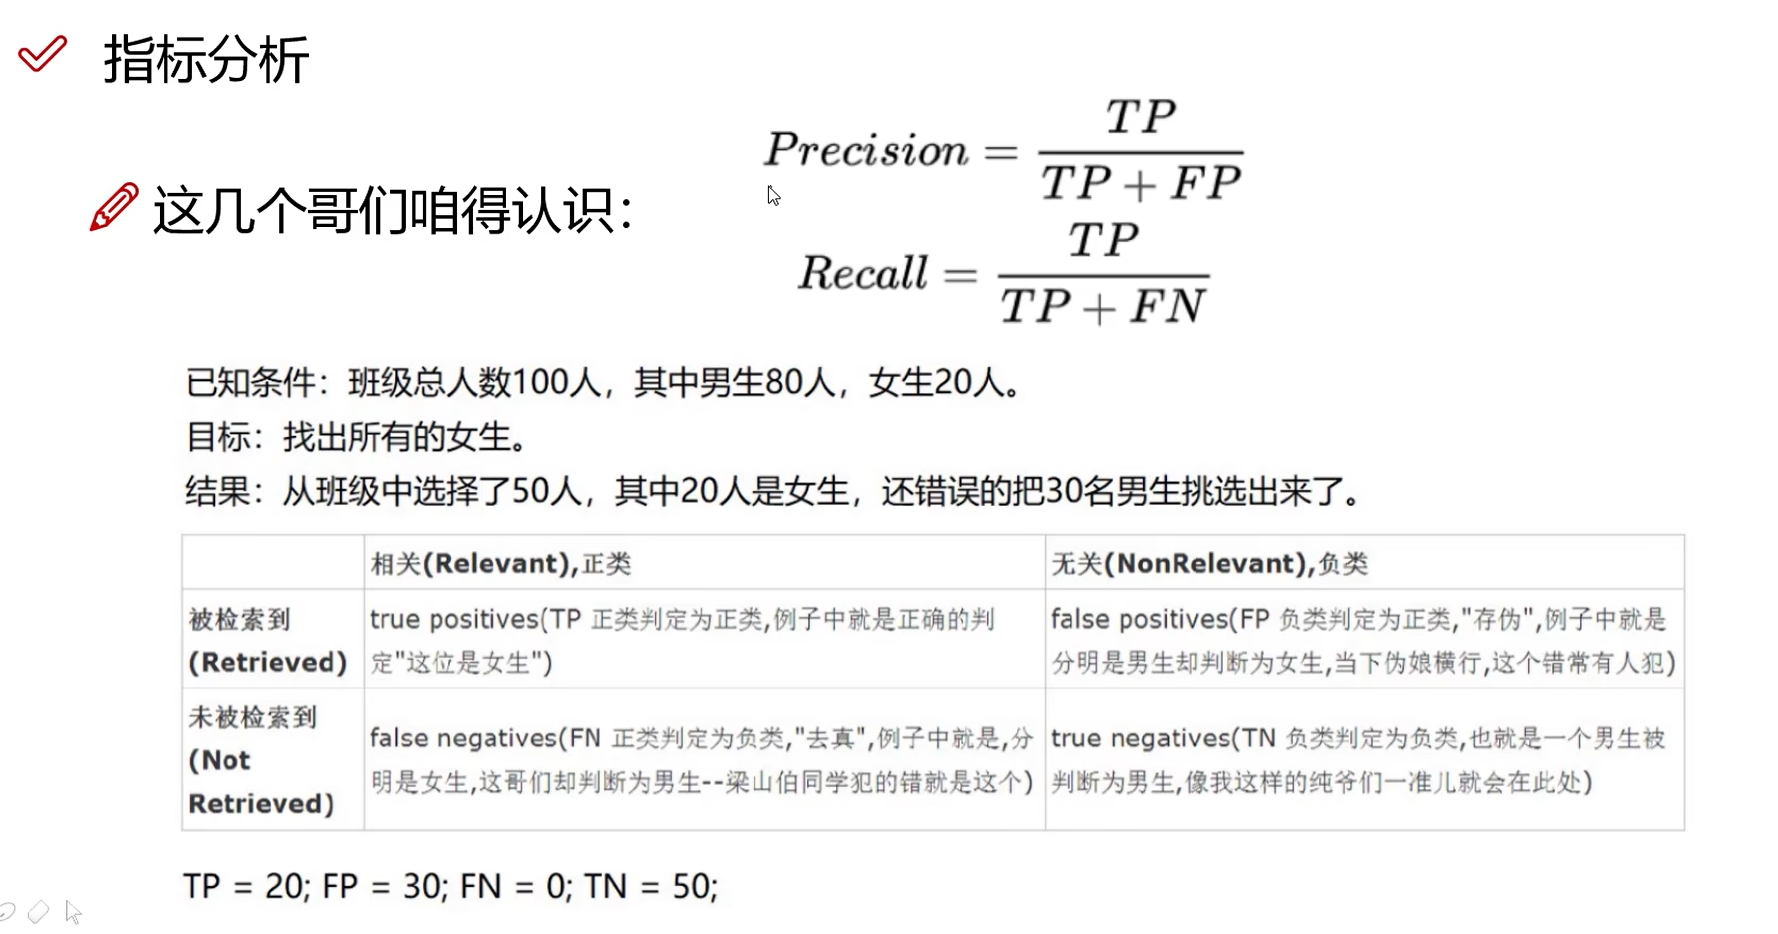 指标分析
这几个哥们咱得认识：
Precision = TP / TP + FP
Recall = TP / TP + FN
已知条件：班级总人数100人，其中男生80人，女生20人。
目标：找出所有的女生。
结果：从班级中选择了50人，其中20人是女生，还错误的把30名男生挑选出来了。
相关(Relevant),正类
无关(NonRelevant),负类
被检索到
(Retrieved)
true positives(TP 正类判定为正类,例子中就是正确的判
定"这位是女生")
false positives(FP 负类判定为正类,"存伪",例子中就是
分明是男生却判断为女生,当下伪娘横行,这个错常有人犯)
未被检索到
(Not
Retrieved)
false negatives(FN 正类判定为负类,"去真",例子中就是,分
明是女生,这哥们却判断为男生--梁山伯同学犯的错就是这个)
true negatives(TN 负类判定为负类,也就是一个男生被
判断为男生,像我这样的纯爷们一准儿就会在此处)
TP = 20; FP = 30; FN = 0; TN = 50;